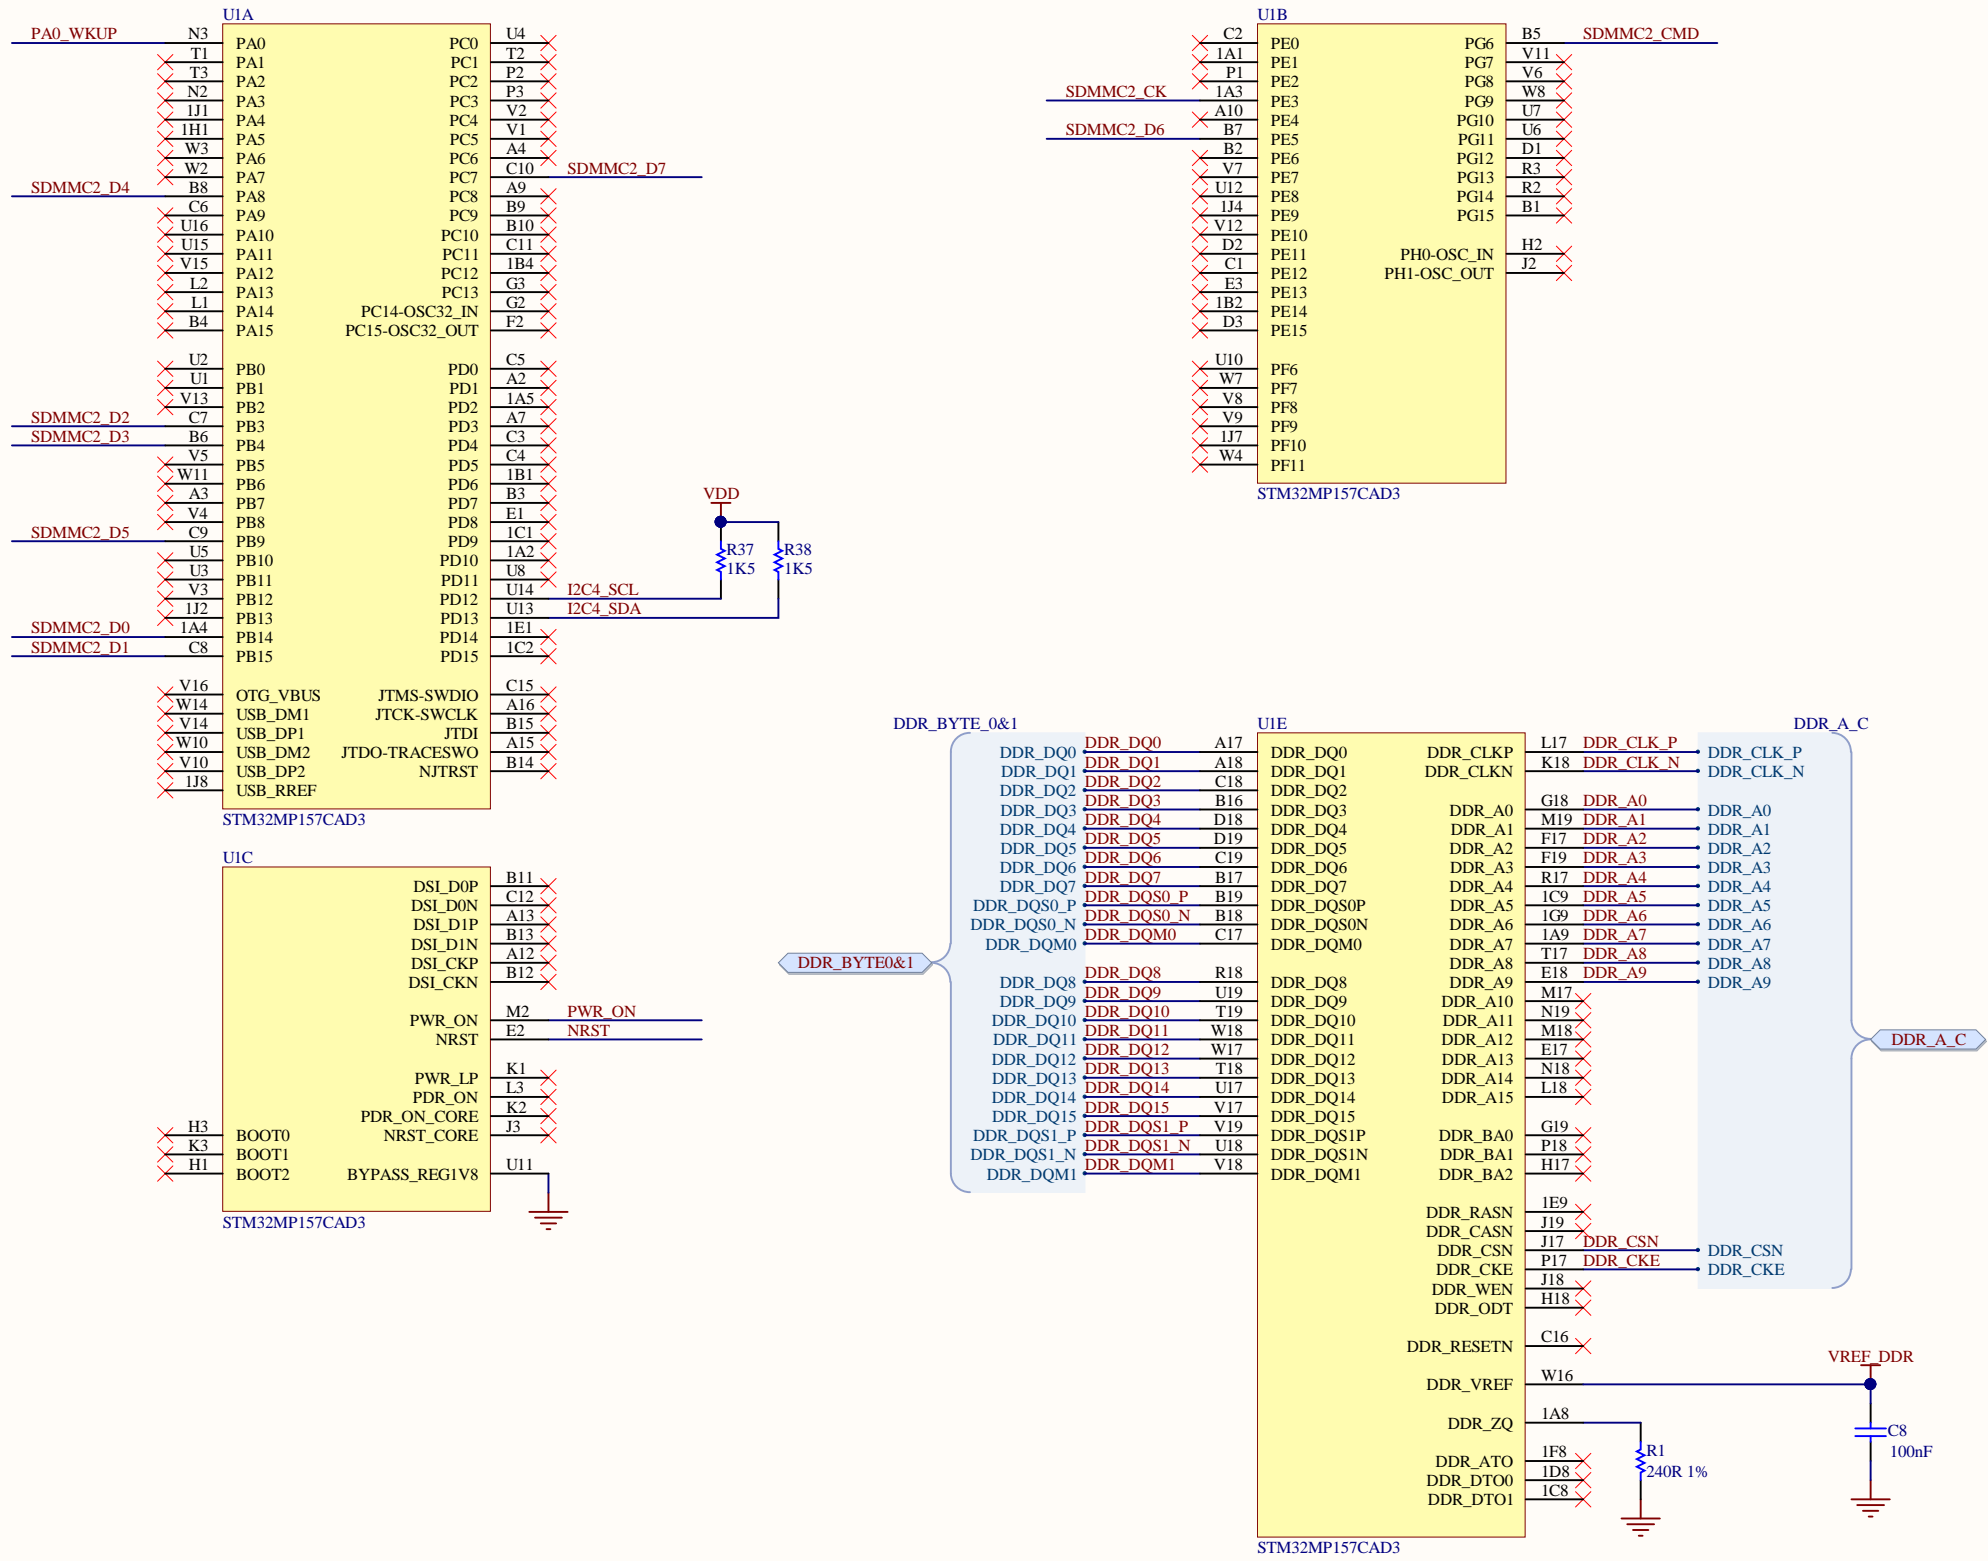 U1A
PA0_WKUP N3 PA0 PC0 U4
T1 PA1 PC1 T2
T3 PA2 PC2 P2
N2 PA3 PC3 P3
1J1 PA4 PC4 V2
1H1 PA5 PC5 V1
W3 PA6 PC6 A4
W2 PA7 PC7 C10 SDMMC2_D7
SDMMC2_D4 B8 PA8 PC8 A9
C6 PA9 PC9 B9
U16 PA10 PC10 B10
U15 PA11 PC11 C11
V15 PA12 PC12 1B4
L2 PA13 PC13 G3
L1 PA14 PC14-OSC32_IN G2
B4 PA15 PC15-OSC32_OUT F2
U2 PB0 PD0 C5
U1 PB1 PD1 A2
V13 PB2 PD2 1A5
SDMMC2_D2 C7 PB3 PD3 A7
SDMMC2_D3 B6 PB4 PD4 C3
V5 PB5 PD5 C4
W11 PB6 PD6 1B1
A3 PB7 PD7 B3
V4 PB8 PD8 E1
SDMMC2_D5 C9 PB9 PD9 1C1
U5 PB10 PD10 1A2
U3 PB11 PD11 U8
V3 PB12 PD12 U14 I2C4_SCL
1J2 PB13 PD13 U13 I2C4_SDA
SDMMC2_D0 1A4 PB14 PD14 1E1
SDMMC2_D1 C8 PB15 PD15 1C2
V16 OTG_VBUS JTMS-SWDIO C15
W14 USB_DM1 JTCK-SWCLK A16
V14 USB_DP1 JTDI B15
W10 USB_DM2 JTDO-TRACESWO A15
V10 USB_DP2 NJTRST B14
1J8 USB_RREF
STM32MP157CAD3
VDD
R37 R38
1K5 1K5
U1B
C2 PE0 PG6 B5 SDMMC2_CMD
1A1 PE1 PG7 V11
P1 PE2 PG8 V6
SDMMC2_CK 1A3 PE3 PG9 W8
A10 PE4 PG10 U7
SDMMC2_D6 B7 PE5 PG11 U6
B2 PE6 PG12 D1
V7 PE7 PG13 R3
U12 PE8 PG14 R2
1J4 PE9 PG15 B1
V12 PE10
D2 PE11 PH0-OSC_IN H2
C1 PE12 PH1-OSC_OUT J2
E3 PE13
1B2 PE14
D3 PE15
U10 PF6
W7 PF7
V8 PF8
V9 PF9
1J7 PF10
W4 PF11
STM32MP157CAD3
U1C
DSI_D0P B11
DSI_D0N C12
DSI_D1P A13
DSI_D1N B13
DSI_CKP A12
DSI_CKN B12
PWR_ON M2 PWR_ON
NRST E2 NRST
PWR_LP K1
PDR_ON L3
PDR_ON_CORE K2
H3 BOOT0 NRST_CORE J3
K3 BOOT1
H1 BOOT2 BYPASS_REG1V8 U11
STM32MP157CAD3
DDR_BYTE_0&1 U1E DDR_A_C
DDR_DQ0 DDR_DQ0 A17 DDR_DQ0 DDR_CLKP L17 DDR_CLK_P DDR_CLK_P
DDR_DQ1 DDR_DQ1 A18 DDR_DQ1 DDR_CLKN K18 DDR_CLK_N DDR_CLK_N
DDR_DQ2 DDR_DQ2 C18 DDR_DQ2
DDR_DQ3 DDR_DQ3 B16 DDR_DQ3 DDR_A0 G18 DDR_A0 DDR_A0
DDR_DQ4 DDR_DQ4 D18 DDR_DQ4 DDR_A1 M19 DDR_A1 DDR_A1
DDR_DQ5 DDR_DQ5 D19 DDR_DQ5 DDR_A2 F17 DDR_A2 DDR_A2
DDR_DQ6 DDR_DQ6 C19 DDR_DQ6 DDR_A3 F19 DDR_A3 DDR_A3
DDR_DQ7 DDR_DQ7 B17 DDR_DQ7 DDR_A4 R17 DDR_A4 DDR_A4
DDR_DQS0_P DDR_DQS0_P B19 DDR_DQS0P DDR_A5 1C9 DDR_A5 DDR_A5
DDR_DQS0_N DDR_DQS0_N B18 DDR_DQS0N DDR_A6 1G9 DDR_A6 DDR_A6
DDR_DQM0 DDR_DQM0 C17 DDR_DQM0 DDR_A7 1A9 DDR_A7 DDR_A7
DDR_BYTE0&1 DDR_A8 T17 DDR_A8 DDR_A8
DDR_DQ8 DDR_DQ8 R18 DDR_DQ8 DDR_A9 E18 DDR_A9 DDR_A9
DDR_DQ9 DDR_DQ9 U19 DDR_DQ9 DDR_A10 M17
DDR_DQ10 DDR_DQ10 T19 DDR_DQ10 DDR_A11 N19
DDR_DQ11 DDR_DQ11 W18 DDR_DQ11 DDR_A12 M18 DDR_A_C
DDR_DQ12 DDR_DQ12 W17 DDR_DQ12 DDR_A13 E17
DDR_DQ13 DDR_DQ13 T18 DDR_DQ13 DDR_A14 N18
DDR_DQ14 DDR_DQ14 U17 DDR_DQ14 DDR_A15 L18
DDR_DQ15 DDR_DQ15 V17 DDR_DQ15
DDR_DQS1_P DDR_DQS1_P V19 DDR_DQS1P DDR_BA0 G19
DDR_DQS1_N DDR_DQS1_N U18 DDR_DQS1N DDR_BA1 P18
DDR_DQM1 DDR_DQM1 V18 DDR_DQM1 DDR_BA2 H17
DDR_RASN 1E9
DDR_CASN J19
DDR_CSN J17 DDR_CSN DDR_CSN
DDR_CKE P17 DDR_CKE DDR_CKE
DDR_WEN J18
DDR_ODT H18
DDR_RESETN C16
VREF_DDR
DDR_VREF W16
DDR_ZQ 1A8
C8
100nF
DDR_ATO 1F8
R1
240R 1%
DDR_DTO0 1D8
DDR_DTO1 1C8
STM32MP157CAD3